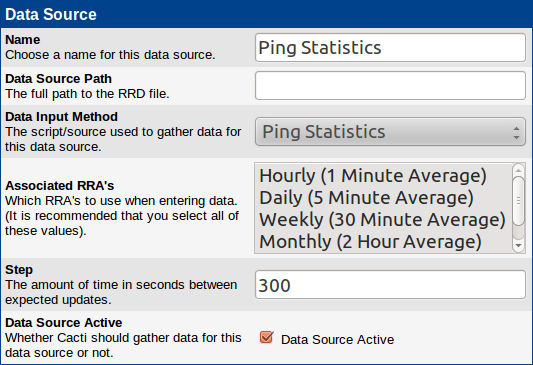 Data Source
Name
Choose a name for this data source.
Ping Statistics
Data Source Path
The full path to the RRD file.
Data Input Method
The script/source used to gather data for
this data source.
Ping Statistics
Associated RRA's
Which RRA's to use when entering data.
(It is recommended that you select all of
these values).
Hourly (1 Minute Average)
Daily (5 Minute Average)
Weekly (30 Minute Average)
Monthly (2 Hour Average)
Step
The amount of time in seconds between
expected updates.
300
Data Source Active
Whether Cacti should gather data for this
data source or not.
Data Source Active